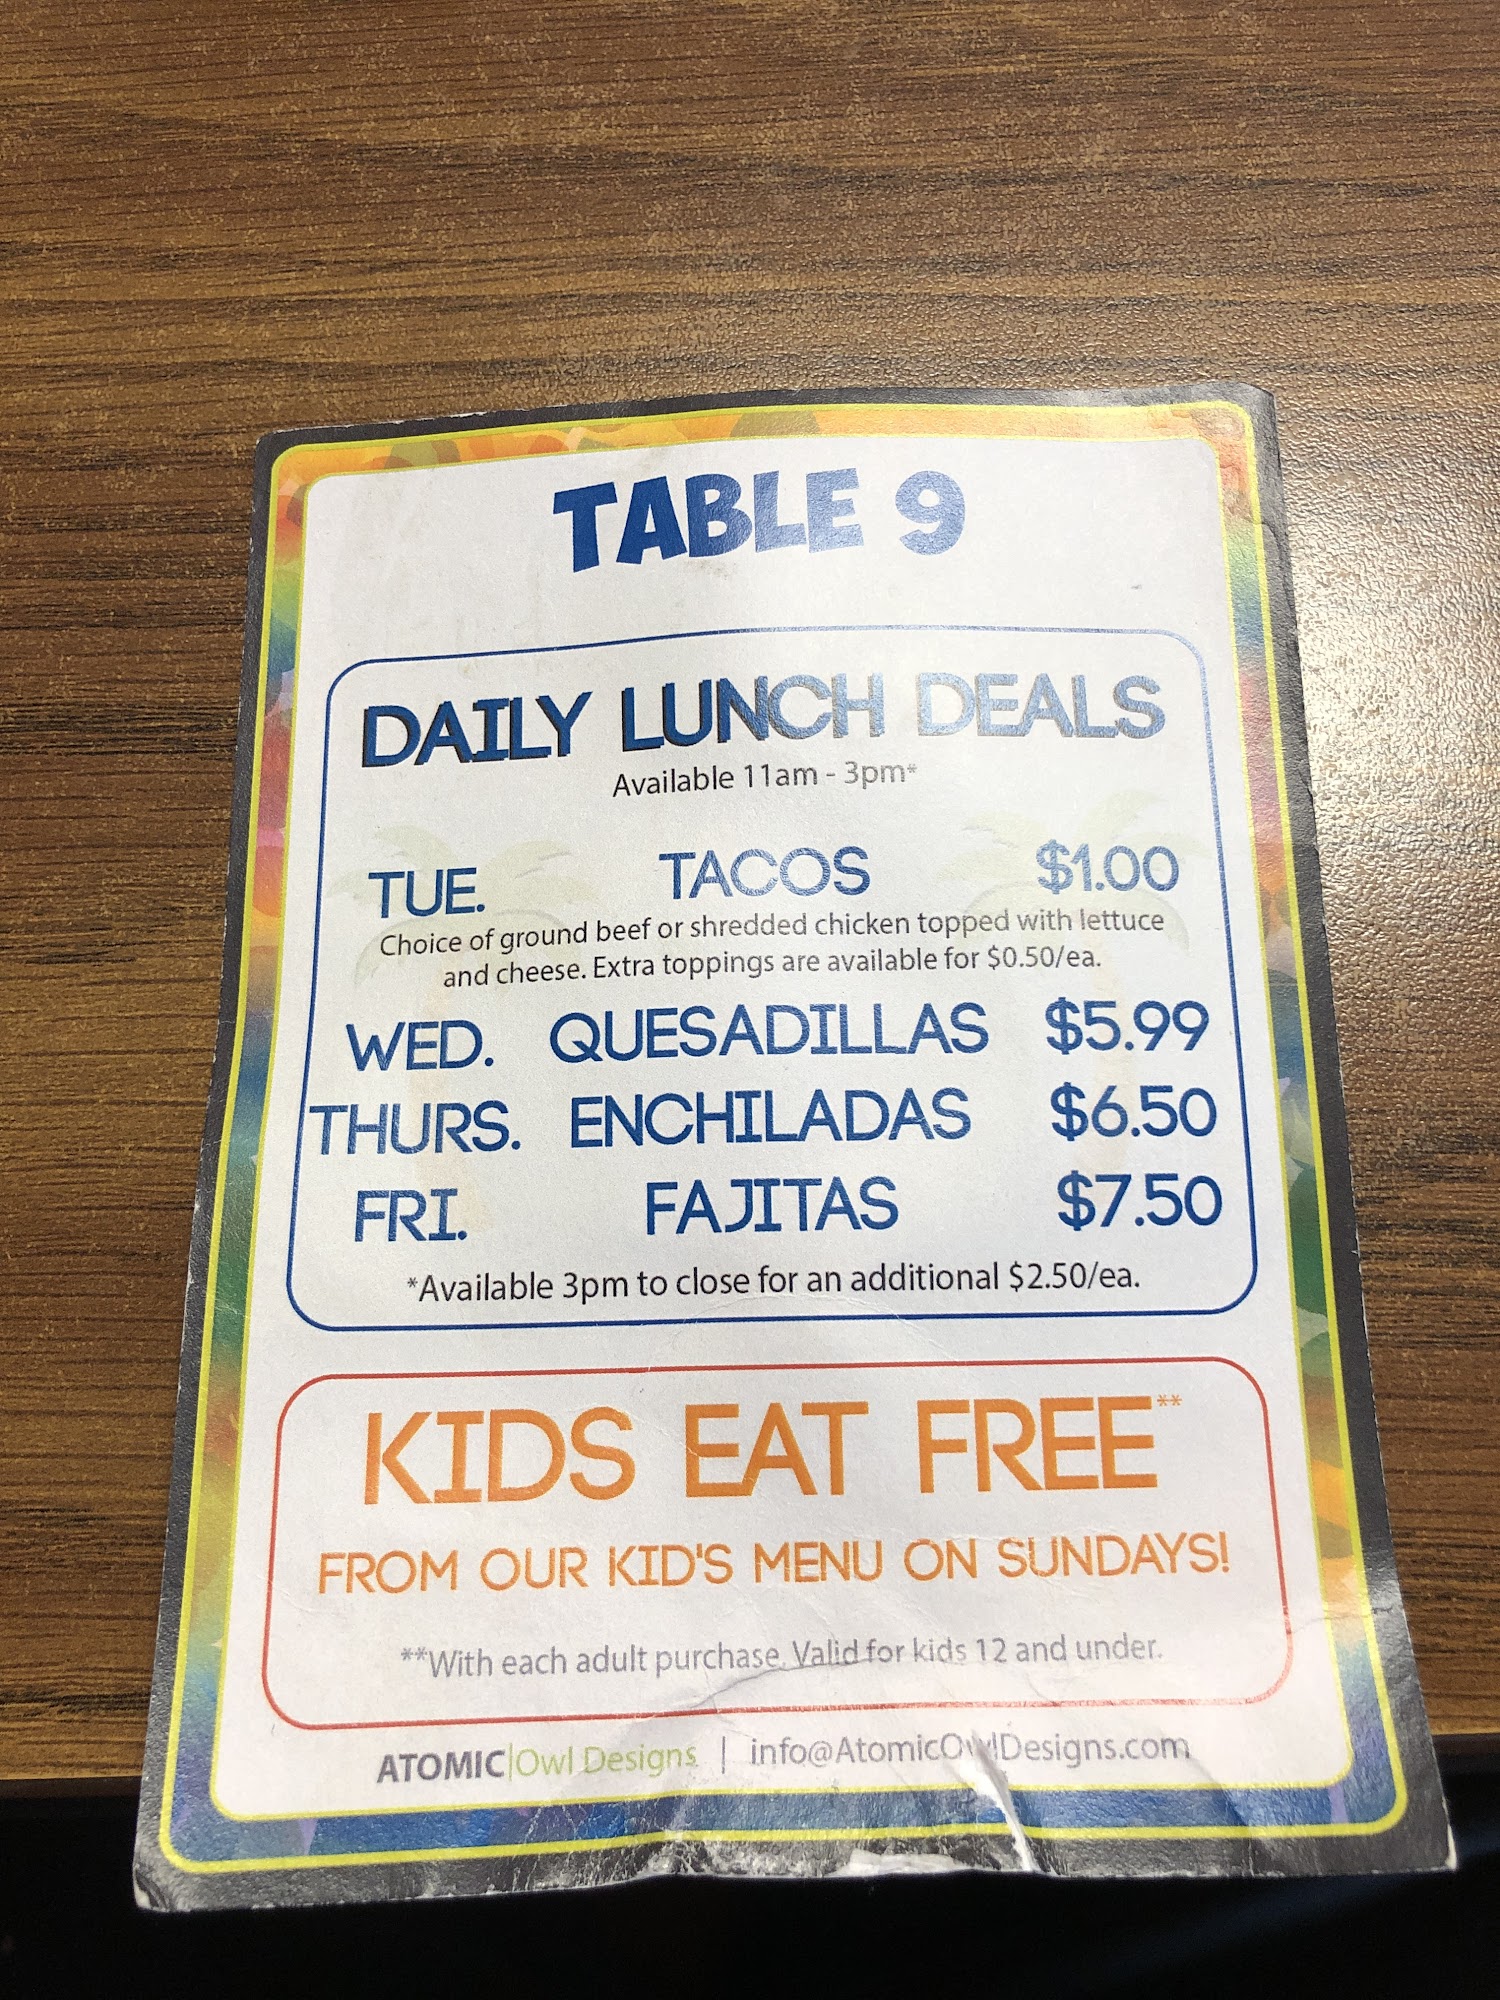 TABLE 9
DAILY LUNCH DEALS
Available 11am - 3pm*
TUE. TACOS $1.00
Choice of ground beef or shredded chicken topped with lettuce
and cheese. Extra toppings are available for $0.50/ea.
WED. QUESADILLAS $5.99
THURS. ENCHILADAS $6.50
FRI. FAJITAS $7.50
*Available 3pm to close for an additional $2.50/ea.
KIDS EAT FREE**
FROM OUR KID'S MENU ON SUNDAYS!
**With each adult purchase. Valid for kids 12 and under.
ATOMIC|Owl Designs | info@AtomicOwlDesigns.com